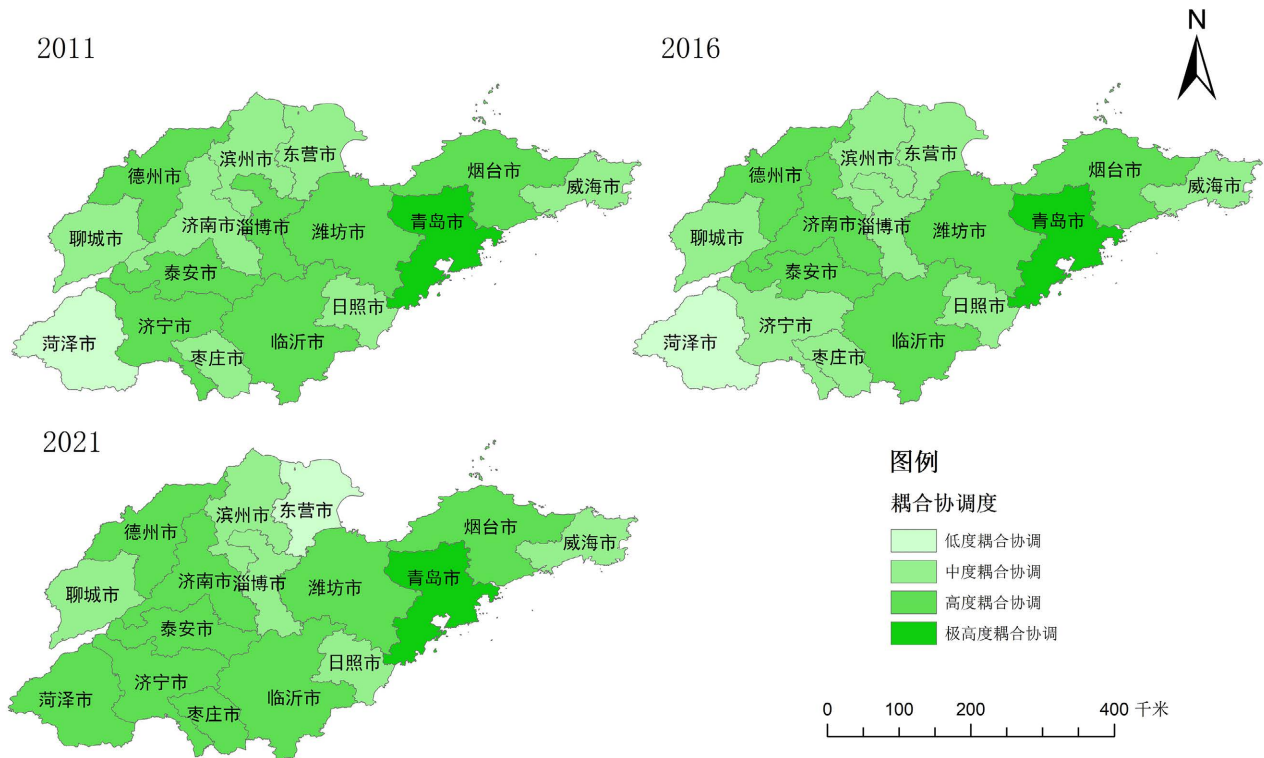 2011
滨州市
东营市
德州市
烟台市
威海市
济南市
淄博市
潍坊市
青岛市
聊城市
泰安市
日照市
济宁市
临沂市
菏泽市
枣庄市
2016
N
滨州市
东营市
德州市
烟台市
威海市
济南市
淄博市
潍坊市
青岛市
聊城市
泰安市
日照市
济宁市
临沂市
菏泽市
枣庄市
2021
滨州市
东营市
德州市
烟台市
威海市
济南市
淄博市
潍坊市
青岛市
聊城市
泰安市
日照市
济宁市
临沂市
菏泽市
枣庄市
图例
耦合协调度
低度耦合协调
中度耦合协调
高度耦合协调
极高度耦合协调
0 100 200 400 千米